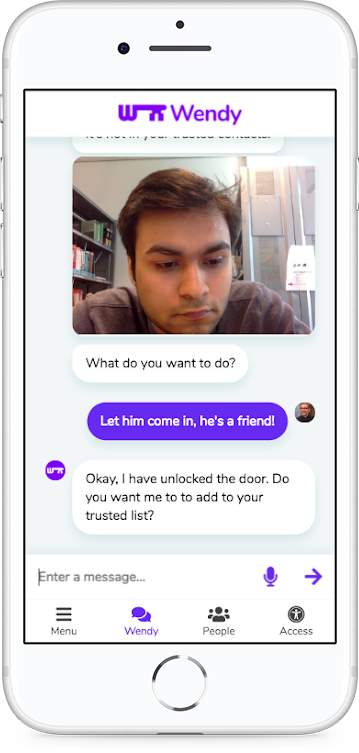 Wendy
It's not in your trusted contacts.
What do you want to do?
Let him come in, he's a friend!
Okay, I have unlocked the door. Do
you want me to to add to your
trusted list?
Enter a message...
Menu
Wendy
People
Access